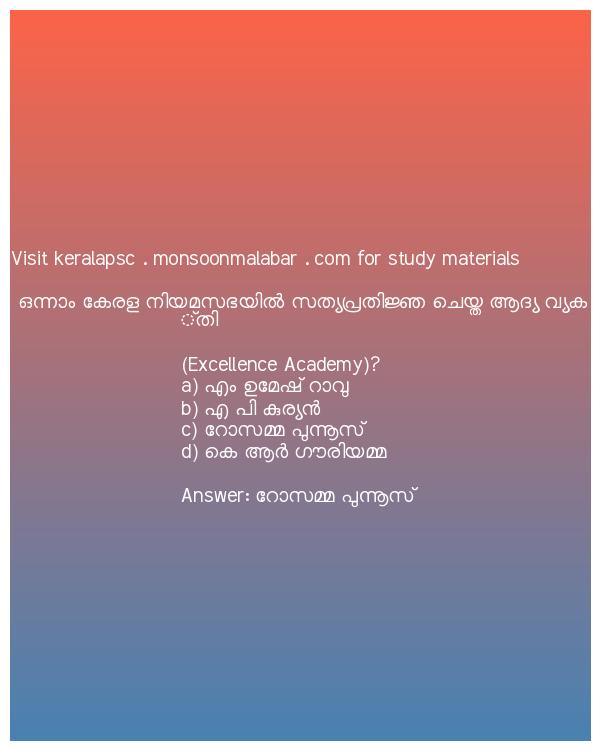 Visit keralapsc . monsoonmalabar . com for study materials
ഒന്നാം കേരള നിയമസഭയിൽ സത്യപ്രതിജ്ഞ ചെയ്ത ആദ്യ വ്യക
്തി
(Excellence Academy)?
a) എം ഉമേഷ് റാവു
b) എ പി കുര്യൻ
c) റോസമ്മ പുന്നൂസ്
d) കെ ആർ ഗൗരിയമ്മ
Answer: റോസമ്മ പുന്നൂസ്